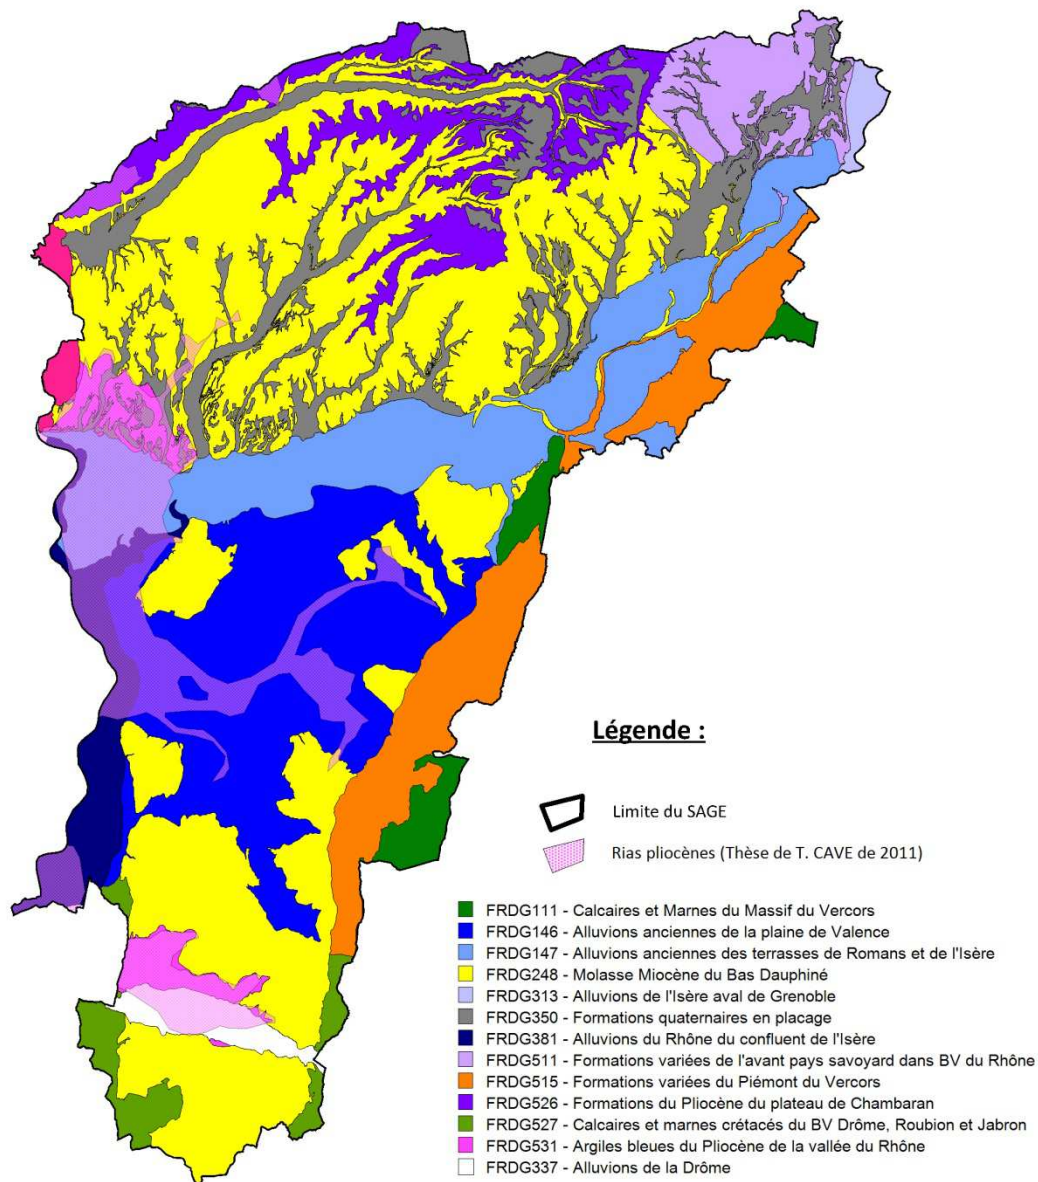 Légende :
Limite du SAGE
Rias pliocènes (Thèse de T. CAVE de 2011)
FRDG111 - Calcaires et Marnes du Massif du Vercors
FRDG146 - Alluvions anciennes de la plaine de Valence
FRDG147 - Alluvions anciennes des terrasses de Romans et de l'Isère
FRDG248 - Molasse Miocène du Bas Dauphiné
FRDG313 - Alluvions de l'Isère aval de Grenoble
FRDG350 - Formations quaternaires en placage
FRDG381 - Alluvions du Rhône du confluent de l'Isère
FRDG511 - Formations variées de l'avant pays savoyard dans BV du Rhône
FRDG515 - Formations variées du Piémont du Vercors
FRDG526 - Formations du Pliocène du plateau de Chambaran
FRDG527 - Calcaires et marnes crétacés du BV Drôme, Roubion et Jabron
FRDG531 - Argiles bleues du Pliocène de la vallée du Rhône
FRDG337 - Alluvions de la Drôme